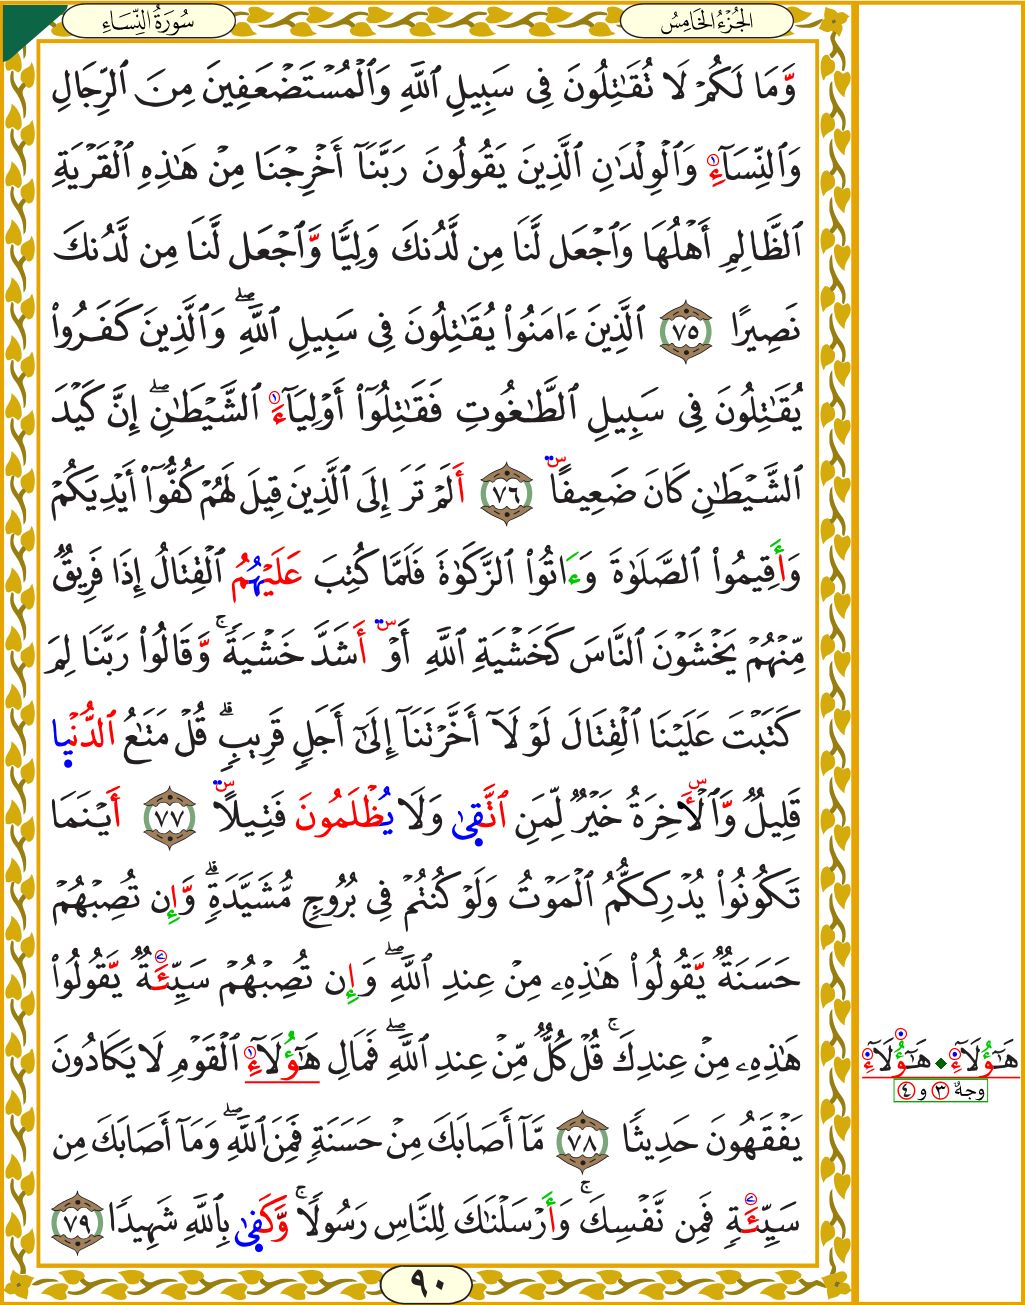 سُورَةُ النِّسَاءِ
الجُزْءُ الخَامِسُ
وَّمَا لَكُمْ لَا تُقَٰتِلُونَ فِى سَبِيلِ ٱللَّهِ وَٱلْمُسْتَضْعَفِينَ مِنَ ٱلرِّجَالِ
وَٱلنِّسَآءِ وَٱلْوِلْدَٰنِ ٱلَّذِينَ يَقُولُونَ رَبَّنَآ أَخْرِجْنَا مِنْ هَٰذِهِ ٱلْقَرْيَةِ
ٱلظَّالِمِ أَهْلُهَا وَٱجْعَل لَّنَا مِن لَّدُنكَ وَلِيًّا وَّٱجْعَل لَّنَا مِن لَّدُنكَ
نَصِيرًا ٧٥ ٱلَّذِينَ ءَامَنُوا۟ يُقَٰتِلُونَ فِى سَبِيلِ ٱللَّهِ ۖ وَٱلَّذِينَ كَفَرُوا۟
يُقَٰتِلُونَ فِى سَبِيلِ ٱلطَّٰغُوتِ فَقَٰتِلُوٓا۟ أَوْلِيَآءَ ٱلشَّيْطَٰنِ ۖ إِنَّ كَيْدَ
ٱلشَّيْطَٰنِ كَانَ ضَعِيفًا ٧٦ أَلَمْ تَرَ إِلَى ٱلَّذِينَ قِيلَ لَهُمْ كُفُّوٓا۟ أَيْدِيَكُمْ
وَأَقِيمُوا۟ ٱلصَّلَوٰةَ وَءَاتُوا۟ ٱلزَّكَوٰةَ فَلَمَّا كُتِبَ عَلَيْهُمُ ٱلْقِتَالُ إِذَا فَرِيقٌ
مِّنْهُمْ يَخْشَوْنَ ٱلنَّاسَ كَخَشْيَةِ ٱللَّهِ أَوْ أَشَدَّ خَشْيَةً ۚ وَّقَالُوا۟ رَبَّنَا لِمَ
كَتَبْتَ عَلَيْنَا ٱلْقِتَالَ لَوْلَآ أَخَّرْتَنَآ إِلَىٰٓ أَجَلٍ قَرِيبٍ ۗ قُلْ مَتَٰعُ ٱلدُّنْيا
قَلِيلٌ وَّٱلْأَخِرَةُ خَيْرٌ لِّمَنِ ٱتَّقِىٰ وَلَا يُظْلَمُونَ فَتِيلًا ٧٧ أَيْنَمَا
تَكُونُوا۟ يُدْرِككُّمُ ٱلْمَوْتُ وَلَوْ كُنتُمْ فِى بُرُوجٍ مُّشَيَّدَةٍ ۗ وَّإِن تُصِبْهُمْ
حَسَنَةٌ يَّقُولُوا۟ هَٰذِهِۦ مِنْ عِندِ ٱللَّهِ ۖ وَإِن تُصِبْهُمْ سَيِّئَةٌ يَّقُولُوا۟
هَٰذِهِۦ مِنْ عِندِكَ ۚ قُلْ كُلٌّ مِّنْ عِندِ ٱللَّهِ ۖ فَمَالِ هَٰٓؤُلَآءِ ٱلْقَوْمِ لَا يَكَادُونَ
يَفْقَهُونَ حَدِيثًا ٧٨ مَّآ أَصَابَكَ مِنْ حَسَنَةٍ فَمِنَ ٱللَّهِ ۖ وَمَآ أَصَابَكَ مِن
سَيِّئَةٍ فَمِن نَّفْسِكَ ۚ وَأَرْسَلْنَٰكَ لِلنَّاسِ رَسُولًا ۚ وَّكَفِىٰ بِٱللَّهِ شَهِيدًا ٧٩
هَٰٓؤُلَآءِ ◆ هَٰٓؤُلَآءِ
وجهُ ٣ و ٤
٩٠